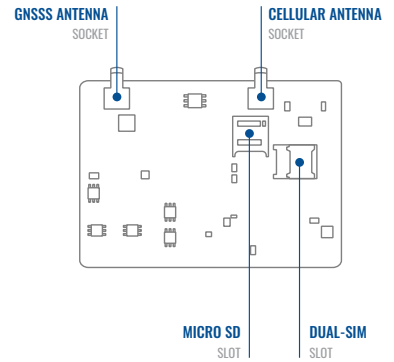 GNSSS ANTENNA
SOCKET
CELLULAR ANTENNA
SOCKET
MICRO SD
SLOT
DUAL-SIM
SLOT